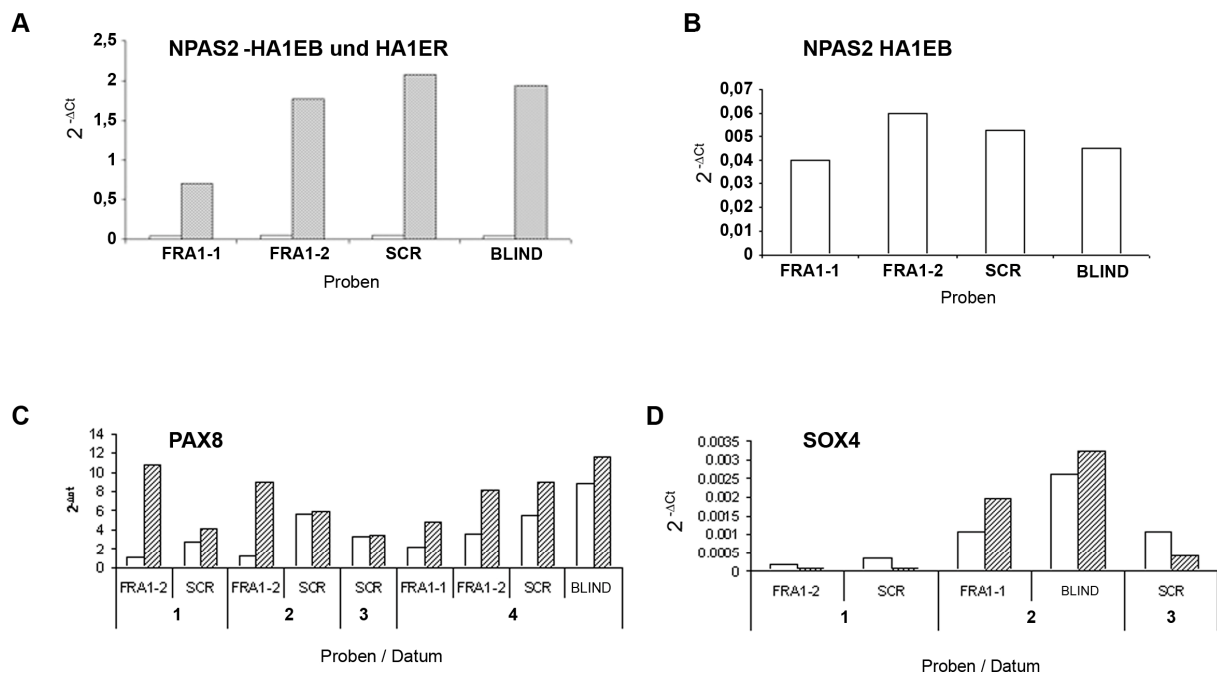 A
NPAS2 -HA1EB und HA1ER
2,5
2
1,5
1
0,5
0
2 -ΔCt
FRA1-1 FRA1-2 SCR BLIND
Proben
B
NPAS2 HA1EB
0,07
0,06
005
0,04
0,03
0,02
0,01
0
2 -ΔCt
FRA1-1 FRA1-2 SCR BLIND
Proben
C
PAX8
14
12
10
8
6
4
2
0
FRA1-2 SCR FRA1-2 SCR SCR FRA1-1 FRA1-2 SCR BLIND
1 2 3 4
Proben / Datum
D
SOX4
0.0035
0.003
0.0025
0.002
0.0015
0.001
0.0005
0
2 -ΔCt
FRA1-2 SCR FRA1-1 BLIND SCR
1 2 3
Proben / Datum